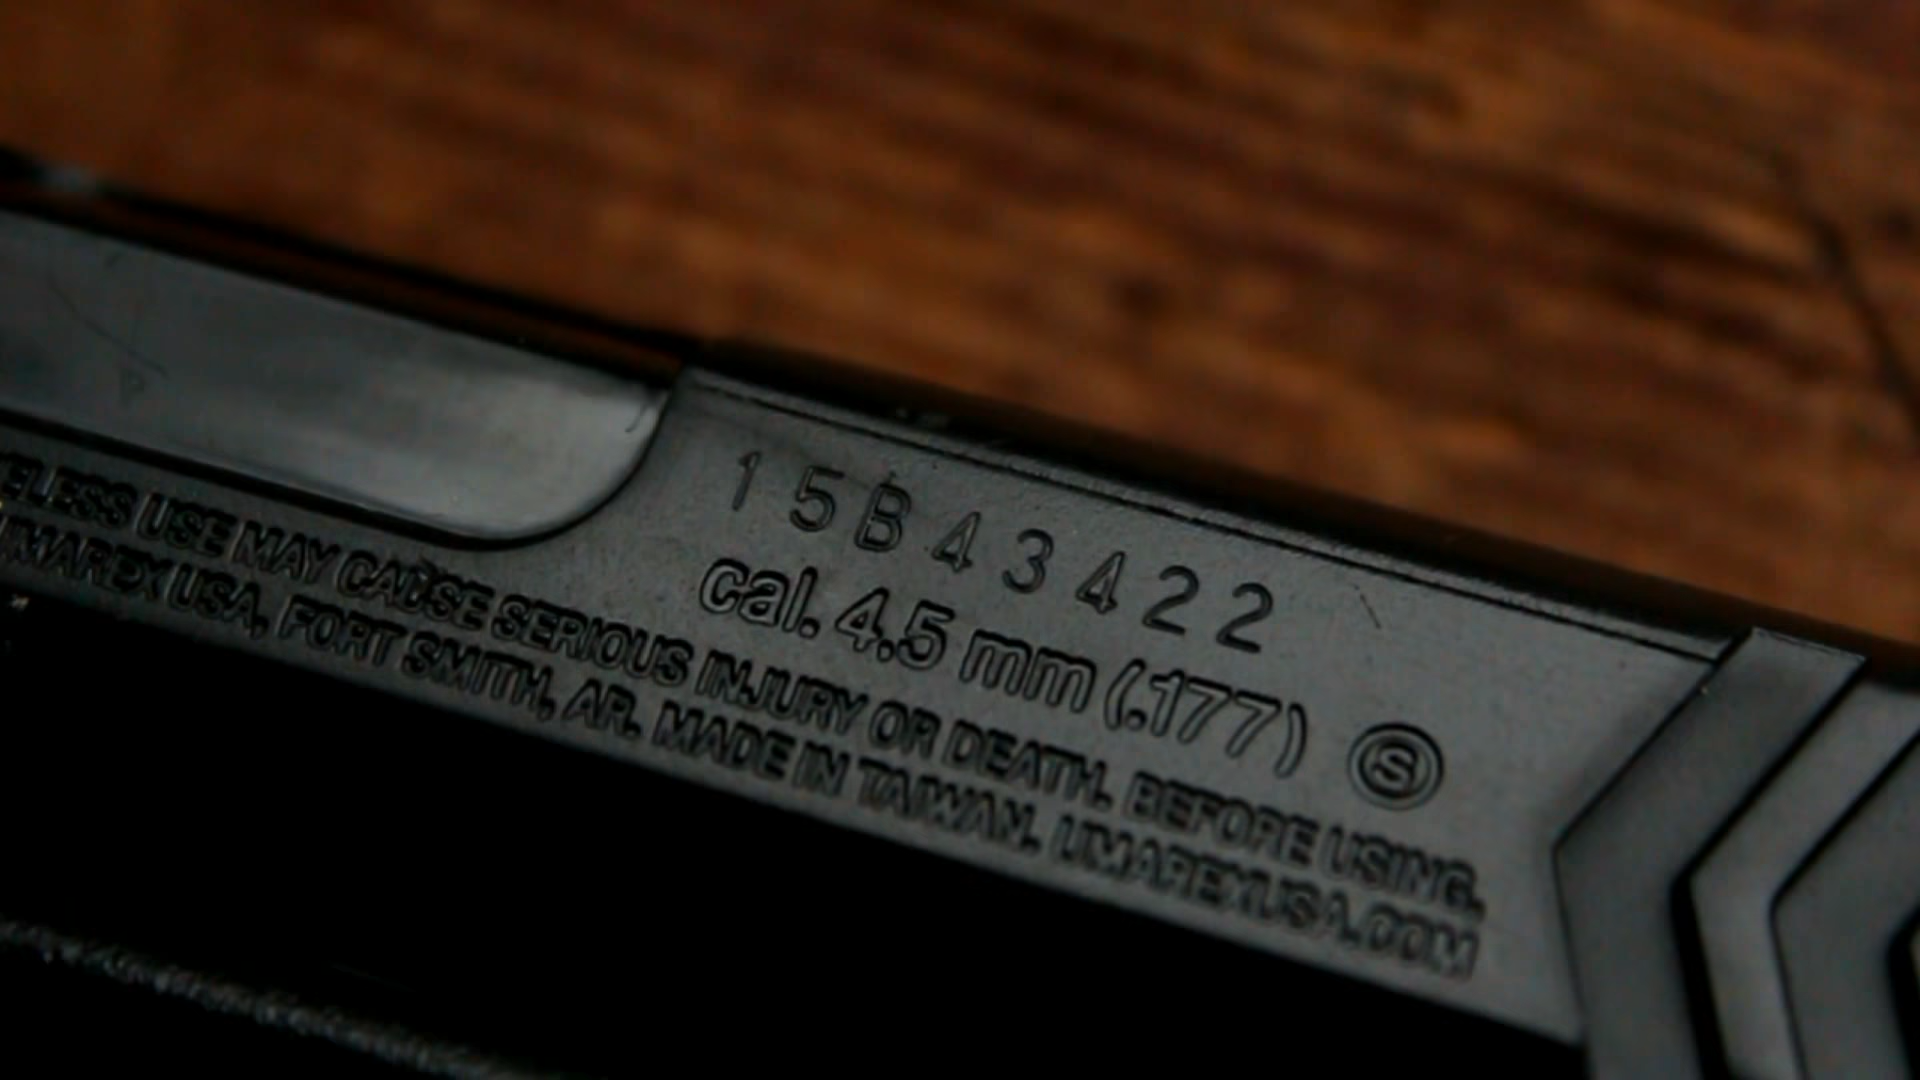 15B43422
cal. 4.5 mm (.177) Ⓢ
ELESS USE MAY CAUSE SERIOUS INJURY OR DEATH. BEFORE USING,
UMAREX USA, FORT SMITH, AR. MADE IN TAIWAN. UMAREXUSA.COM